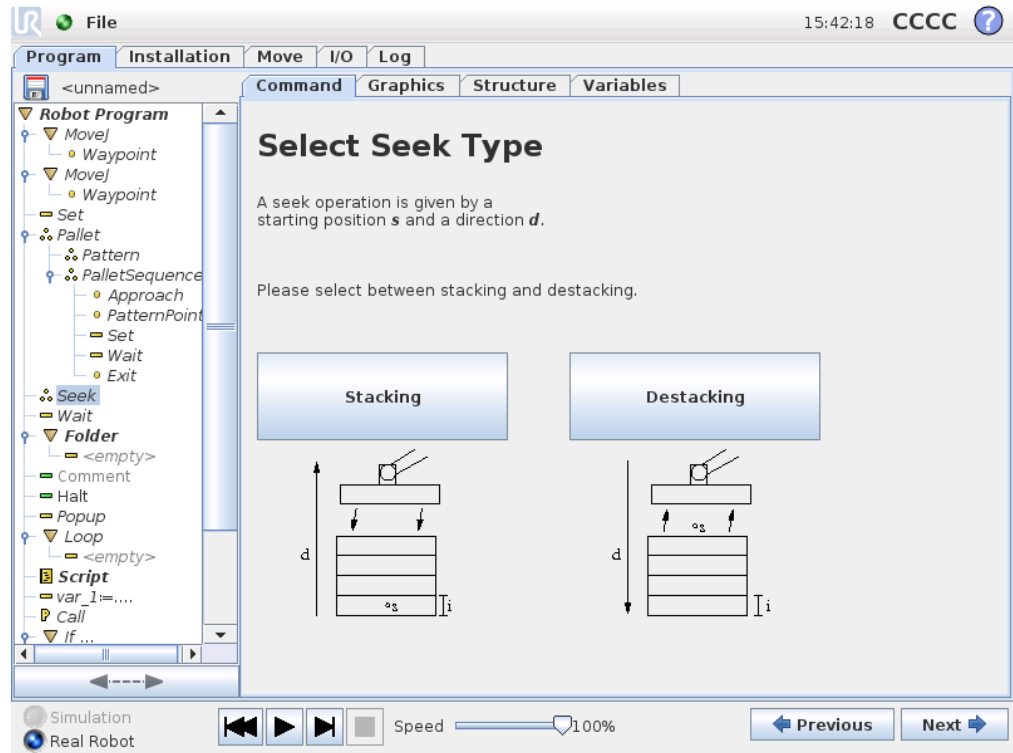 UR File 15:42:18 CCCC ?
Program Installation Move I/O Log
<unnamed> Command Graphics Structure Variables
Robot Program
MoveJ
Waypoint
MoveJ
Waypoint
Set
Pallet
Pattern
PalletSequence
Approach
PatternPoint
Set
Wait
Exit
Seek
Wait
Folder
<empty>
Comment
Halt
Popup
Loop
<empty>
Script
var_1:=....
Call
If ...
Select Seek Type
A seek operation is given by a
starting position s and a direction d.
Please select between stacking and destacking.
Stacking Destacking
d s i
d s i
Simulation
Real Robot
Speed 100%
Previous Next